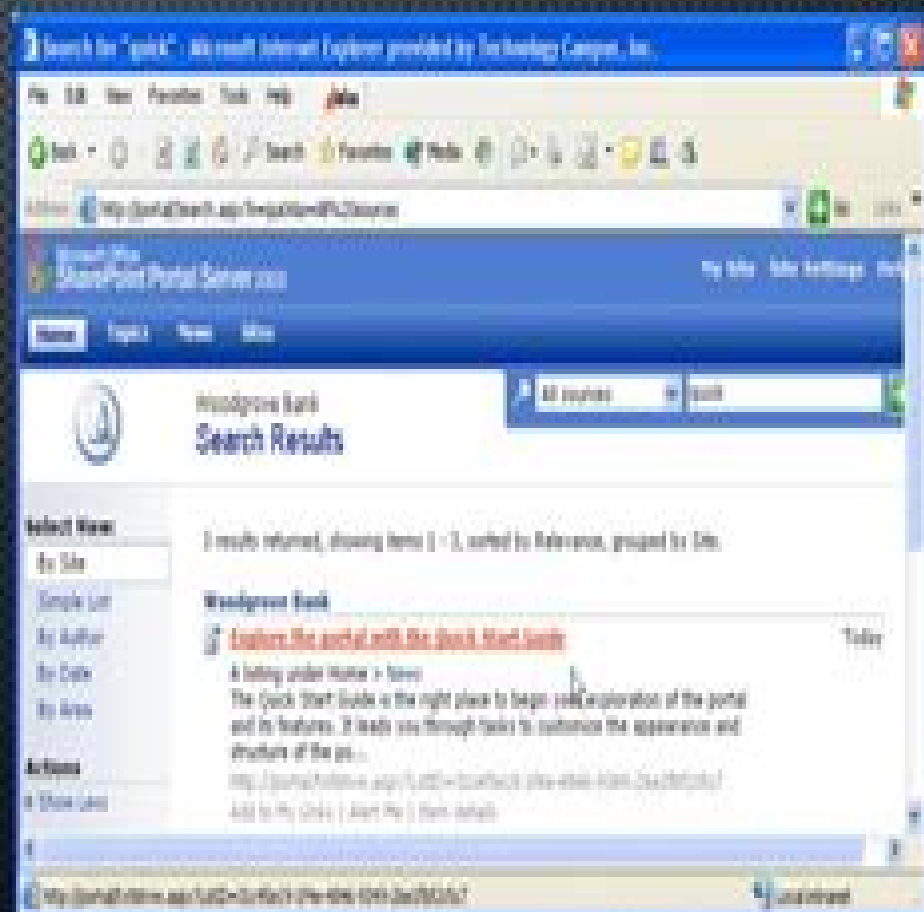 Search for "quick" - Microsoft Internet Explorer provided by Technology Campus, Inc.
File Edit View Favorites Tools Help
Back Search Favorites Media
Address
Microsoft Office
SharePoint Portal Server 2003
My Site Site Settings Help
Home Topics News Sites
All sources quick
Woodgrove Bank
Search Results
Select View
By Site
Simple List
By Author
By Date
By Area
Actions
3 results returned, showing items 1 - 3, sorted by Relevance, grouped by Site.
Woodgrove Bank
Explore the portal with the Quick Start Guide Today
A listing under Home > News
The Quick Start Guide is the right place to begin your exploration of the portal
and its features. It leads you through tasks to customize the appearance and
structure of the po...
Add to My Links | Alert Me | Item details
Local intranet